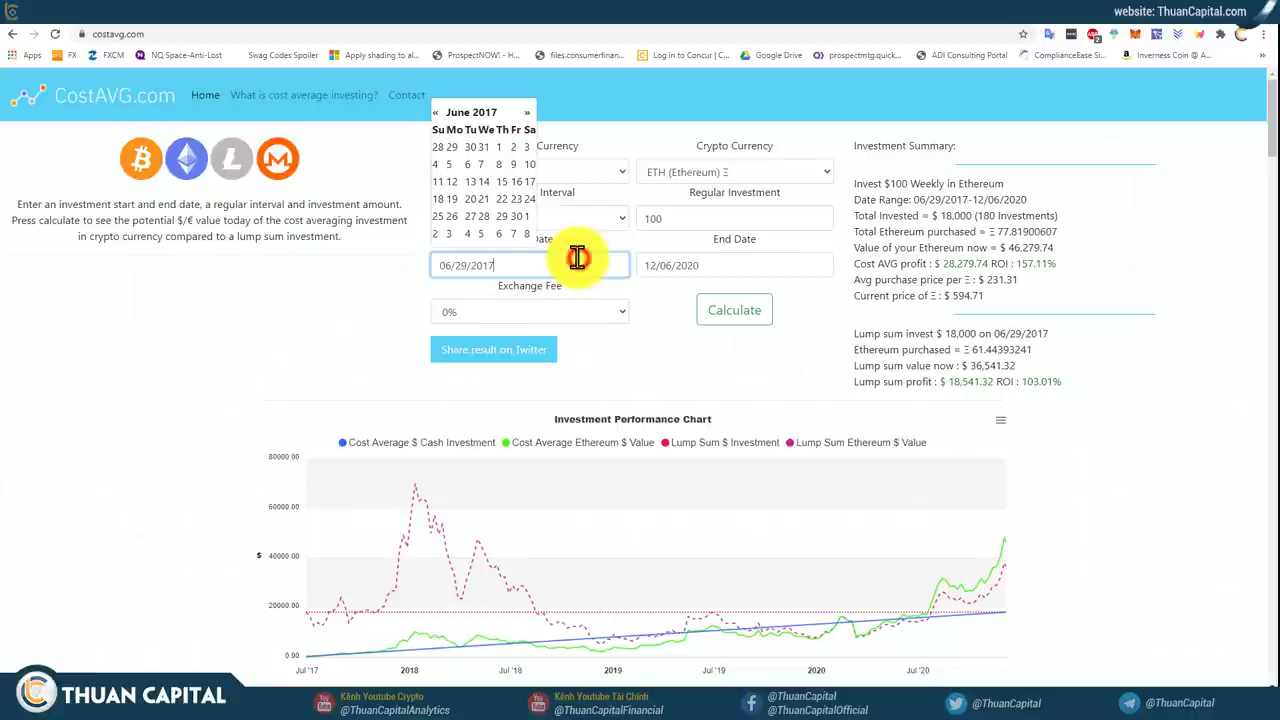 website: ThuanCapital.com
costavg.com
Apps
FX
FXCM
NQ Space-Anti-Lost
Swag Codes Spoiler
Apply shading to al...
ProspectNOW! - H...
files.consumerfinan...
Log in to Concur | ...
Google Drive
prospectmtg.quick...
ADI Consulting Portal
ComplianceEase Si...
Inverness Coin @ A...
CostAVG.com
Home
What is cost average investing?
Contact
Enter an investment start and end date, a regular interval and investment amount.
Press calculate to see the potential $/€ value today of the cost averaging investment
in crypto currency compared to a lump sum investment.
« June 2017 »
Su Mo Tu We Th Fr Sa
28 29 30 31 1 2 3
4 5 6 7 8 9 10
11 12 13 14 15 16 17
18 19 20 21 22 23 24
25 26 27 28 29 30 1
2 3 4 5 6 7 8
Currency
Crypto Currency
ETH (Ethereum) Ξ
Interval
Regular Investment
100
End Date
06/29/2017
12/06/2020
Exchange Fee
0%
Calculate
Share result on Twitter
Investment Summary:
Invest $100 Weekly in Ethereum
Date Range: 06/29/2017-12/06/2020
Total Invested = $ 18,000 (180 Investments)
Total Ethereum purchased = Ξ 77.81900607
Value of your Ethereum now = $ 46,279.74
Cost AVG profit : $ 28,279.74 ROI : 157.11%
Avg purchase price per Ξ : $ 231.31
Current price of Ξ : $ 594.71
Lump sum invest $ 18,000 on 06/29/2017
Ethereum purchased = Ξ 61.44393241
Lump sum value now : $ 36,541.32
Lump sum profit : $ 18,541.32 ROI : 103.01%
Investment Performance Chart
Cost Average $ Cash Investment
Cost Average Ethereum $ Value
Lump Sum $ Investment
Lump Sum Ethereum $ Value
80000.00
60000.00
$ 40000.00
20000.00
0.00
Jul '17
2018
Jul '18
2019
Jul '19
2020
Jul '20
THUAN CAPITAL
Kênh Youtube Crypto
@ThuanCapitalAnalytics
Kênh Youtube Tài Chính
@ThuanCapitalFinancial
@ThuanCapital
@ThuanCapitalOfficial
@ThuanCapital
@ThuanCapital